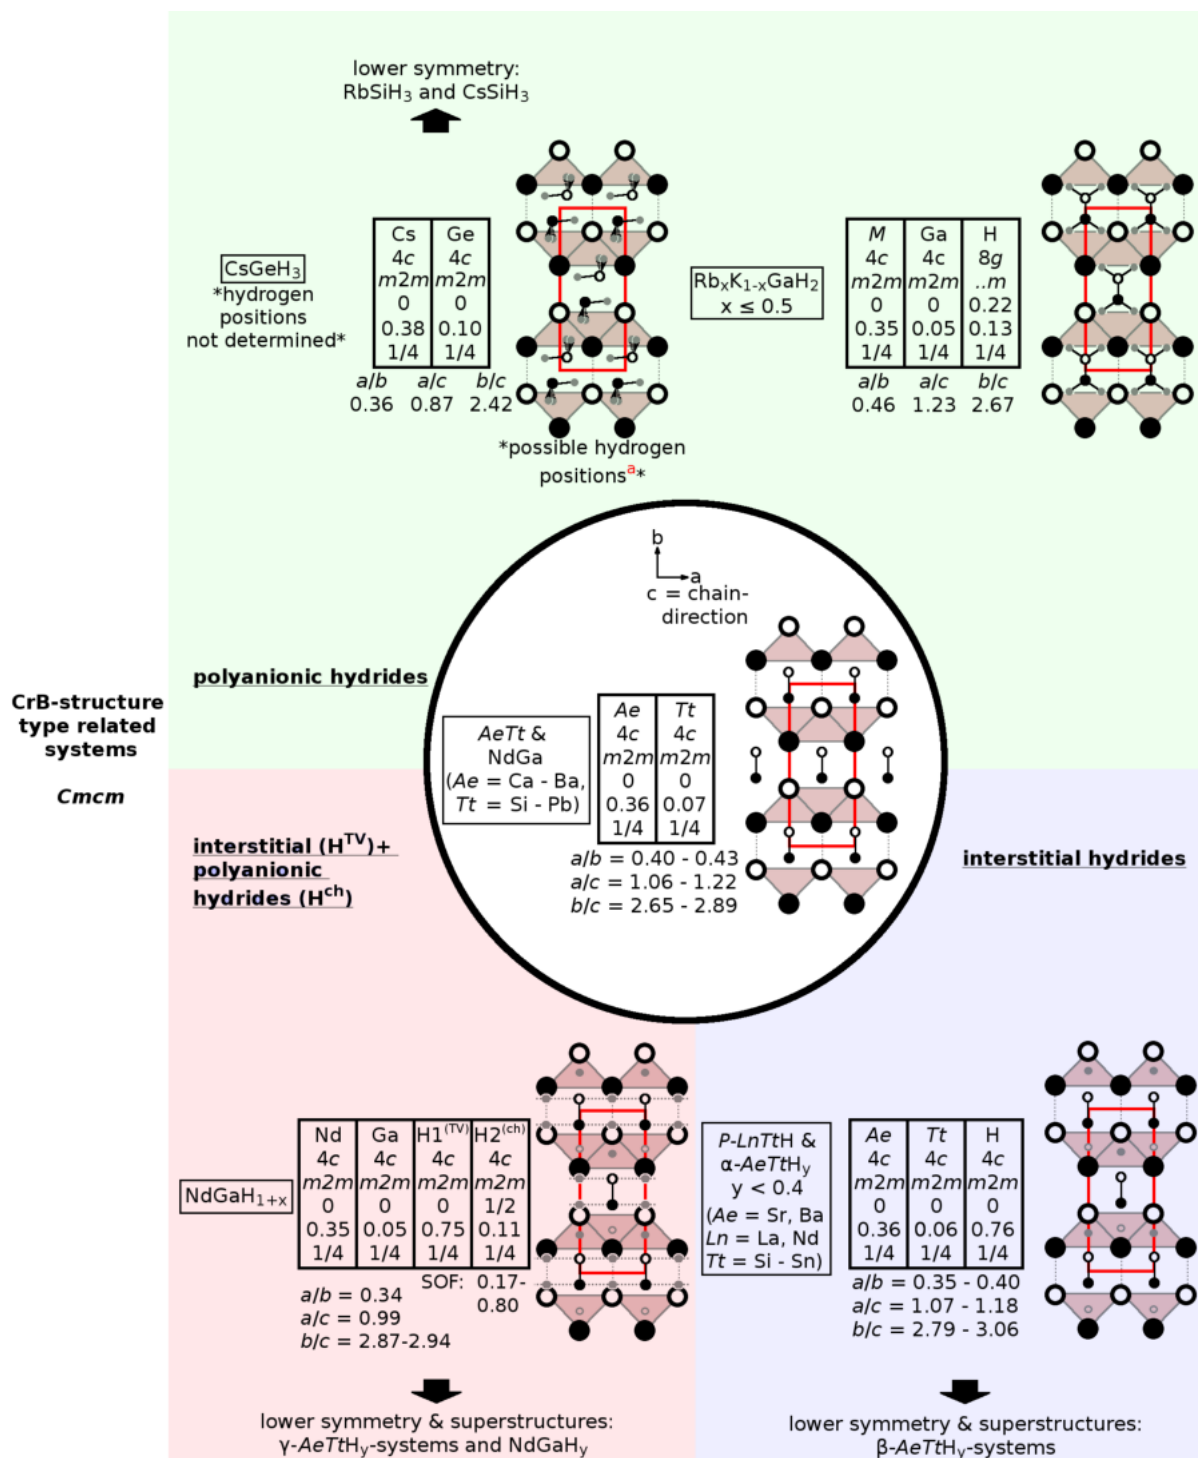 lower symmetry:
RbSiH3 and CsSiH3
CsGeH3
*hydrogen
positions
not determined*
Cs Ge
4c 4c
m2m m2m
0 0
0.38 0.10
1/4 1/4
a/b a/c b/c
0.36 0.87 2.42
*possible hydrogen
positionsa*
RbxK1-xGaH2
x ≤ 0.5
M Ga H
4c 4c 8g
m2m m2m ..m
0 0 0.22
0.35 0.05 0.13
1/4 1/4 1/4
a/b a/c b/c
0.46 1.23 2.67
b
a
c = chain-
direction
polyanionic hydrides
CrB-structure
type related
systems
Cmcm
AeTt &
NdGa
(Ae = Ca - Ba,
Tt = Si - Pb)
Ae Tt
4c 4c
m2m m2m
0 0
0.36 0.07
1/4 1/4
a/b = 0.40 - 0.43
a/c = 1.06 - 1.22
b/c = 2.65 - 2.89
interstitial (HTV)+
polyanionic
hydrides (Hch)
interstitial hydrides
NdGaH1+x
Nd Ga H1(TV) H2(ch)
4c 4c 4c 4c
m2m m2m m2m m2m
0 0 0 1/2
0.35 0.05 0.75 0.11
1/4 1/4 1/4 1/4
SOF: 0.17-
0.80
a/b = 0.34
a/c = 0.99
b/c = 2.87-2.94
lower symmetry & superstructures:
γ-AeTtHy-systems and NdGaHy
P-LnTtH &
α-AeTtHy
y < 0.4
(Ae = Sr, Ba
Ln = La, Nd
Tt = Si - Sn)
Ae Tt H
4c 4c 4c
m2m m2m m2m
0 0 0
0.36 0.06 0.76
1/4 1/4 1/4
a/b = 0.35 - 0.40
a/c = 1.07 - 1.18
b/c = 2.79 - 3.06
lower symmetry & superstructures:
β-AeTtHy-systems